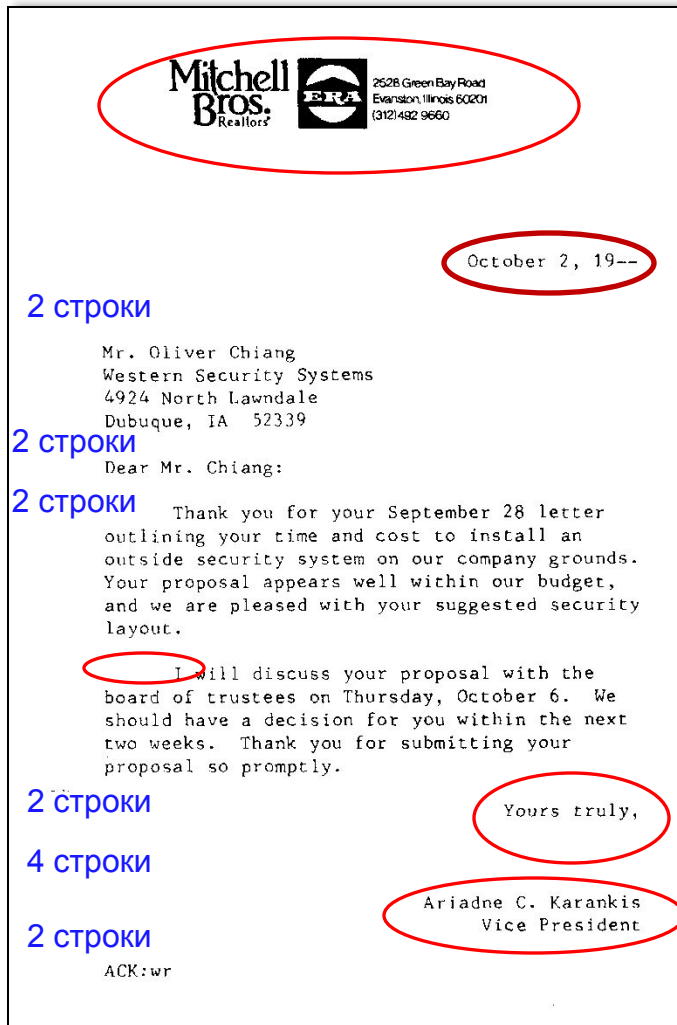 Mitchell
Bros.
Realtors
ERA
2528 Green Bay Road
Evanston, Illinois 60201
(312) 492 9660
October 2, 19--
2 строки
Mr. Oliver Chiang
Western Security Systems
4924 North Lawndale
Dubuque, IA 52339
2 строки
Dear Mr. Chiang:
2 строки
Thank you for your September 28 letter
outlining your time and cost to install an
outside security system on our company grounds.
Your proposal appears well within our budget,
and we are pleased with your suggested security
layout.
I will discuss your proposal with the
board of trustees on Thursday, October 6. We
should have a decision for you within the next
two weeks. Thank you for submitting your
proposal so promptly.
2 строки
Yours truly,
4 строки
Ariadne C. Karankis
Vice President
2 строки
ACK:wr